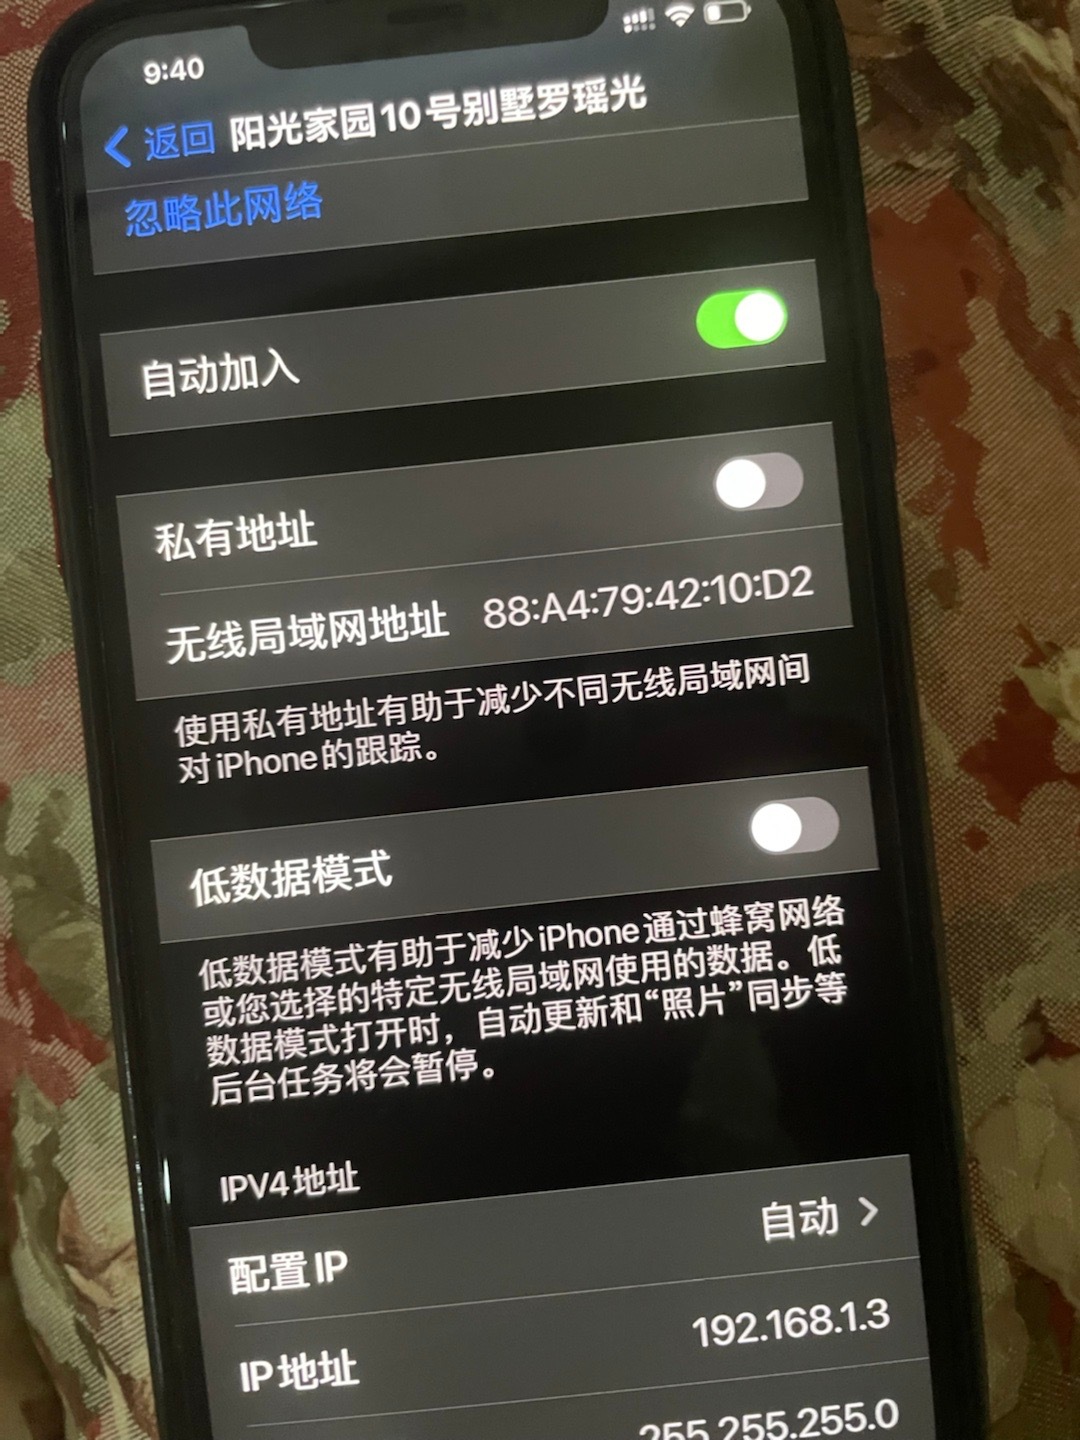 9:40
返回 阳光家园10号别墅罗瑶光
忽略此网络
自动加入
私有地址
无线局域网地址 88:A4:79:42:10:D2
使用私有地址有助于减少不同无线局域网间
对iPhone的跟踪。
低数据模式
低数据模式有助于减少iPhone通过蜂窝网络
或您选择的特定无线局域网使用的数据。低
数据模式打开时，自动更新和“照片”同步等
后台任务将会暂停。
IPV4地址
配置IP 自动
IP地址 192.168.1.3
255.255.255.0